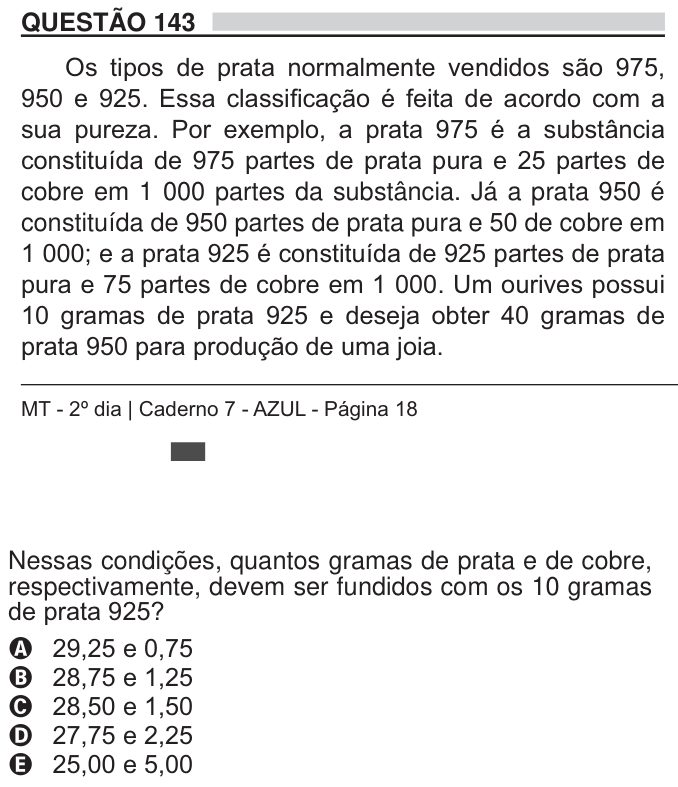 QUESTÃO 143
Os tipos de prata normalmente vendidos são 975,
950 e 925. Essa classificação é feita de acordo com a
sua pureza. Por exemplo, a prata 975 é a substância
constituída de 975 partes de prata pura e 25 partes de
cobre em 1 000 partes da substância. Já a prata 950 é
constituída de 950 partes de prata pura e 50 de cobre em
1 000; e a prata 925 é constituída de 925 partes de prata
pura e 75 partes de cobre em 1 000. Um ourives possui
10 gramas de prata 925 e deseja obter 40 gramas de
prata 950 para produção de uma joia.
MT - 2º dia | Caderno 7 - AZUL - Página 18
Nessas condições, quantos gramas de prata e de cobre,
respectivamente, devem ser fundidos com os 10 gramas
de prata 925?
A 29,25 e 0,75
B 28,75 e 1,25
C 28,50 e 1,50
D 27,75 e 2,25
E 25,00 e 5,00